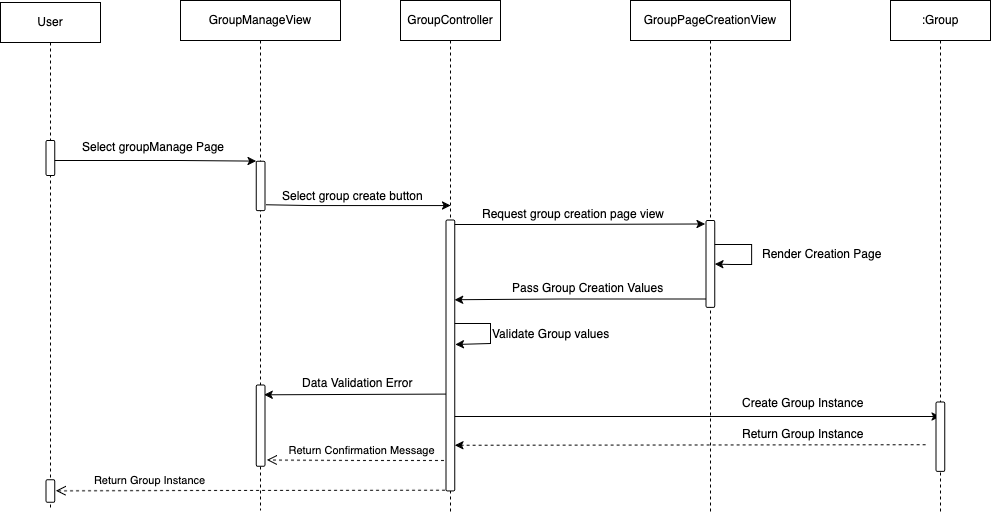 User
GroupManageView
GroupController
GroupPageCreationView
:Group
Select groupManage Page
Select group create button
Request group creation page view
Render Creation Page
Pass Group Creation Values
Validate Group values
Data Validation Error
Create Group Instance
Return Group Instance
Return Confirmation Message
Return Group Instance